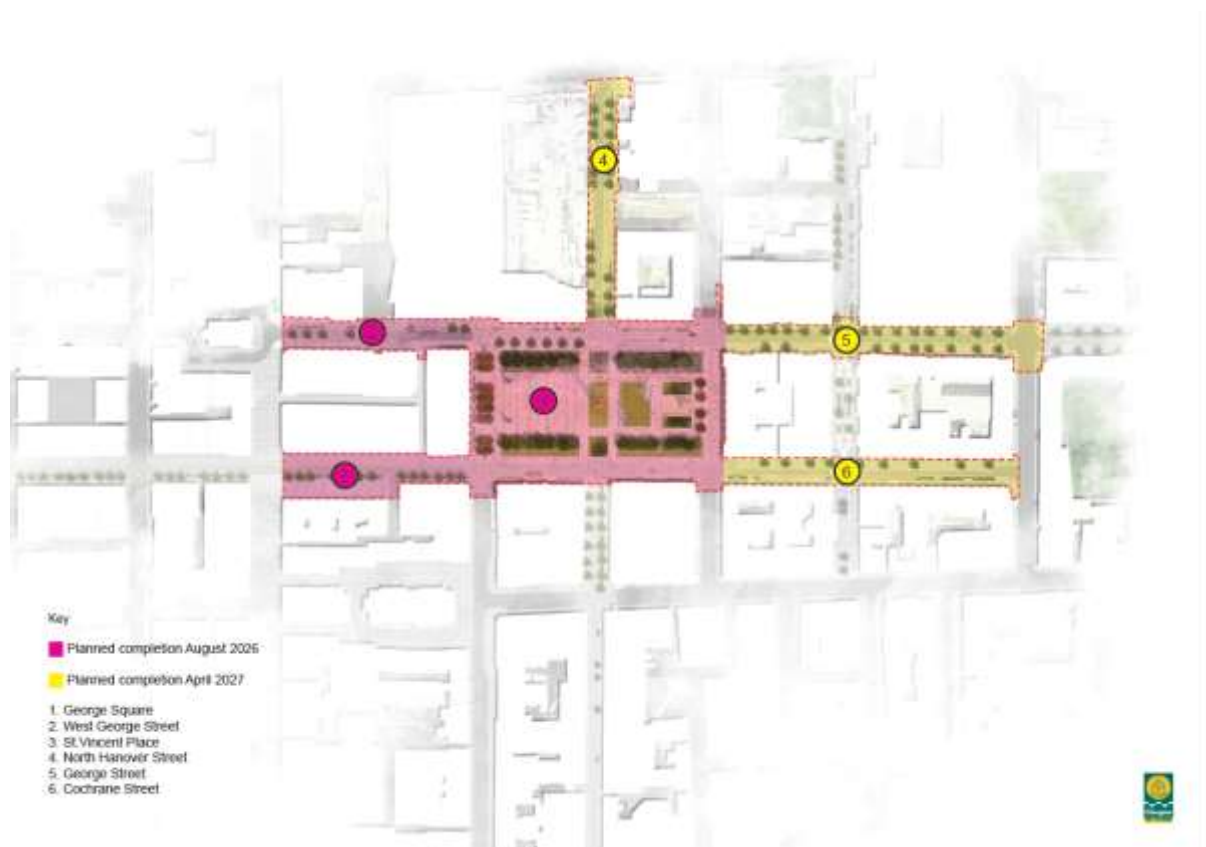 4
5
6
Key
Planned completion August 2026
Planned completion April 2027
1. George Square
2. West George Street
3. St.Vincent Place
4. North Hanover Street
5. George Street
6. Cochrane Street